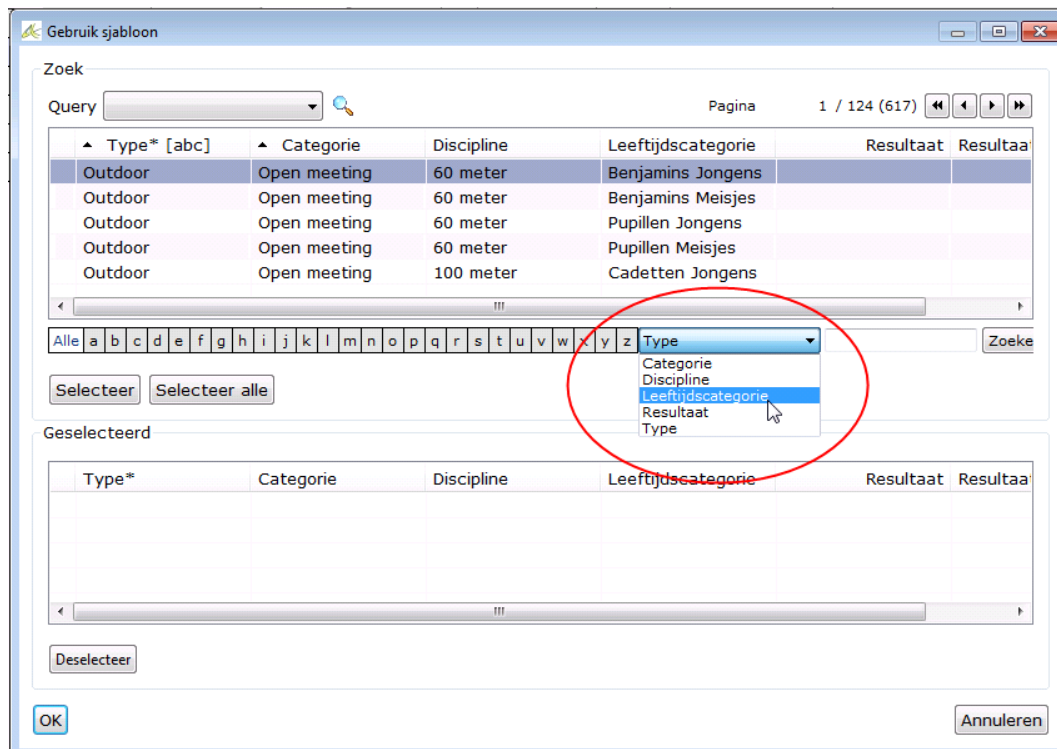 Gebruik sjabloon
Zoek
Query Pagina 1 / 124 (617)
Type* [abc] Categorie Discipline Leeftijdscategorie Resultaat Resultaa
Outdoor Open meeting 60 meter Benjamins Jongens
Outdoor Open meeting 60 meter Benjamins Meisjes
Outdoor Open meeting 60 meter Pupillen Jongens
Outdoor Open meeting 60 meter Pupillen Meisjes
Outdoor Open meeting 100 meter Cadetten Jongens
Alle a b c d e f g h i j k l m n o p q r s t u v w x y z Type Zoeke
Categorie
Discipline
Leeftijdscategorie
Resultaat
Type
Selecteer Selecteer alle
Geselecteerd
Type* Categorie Discipline Leeftijdscategorie Resultaat Resultaa
Deselecteer
OK Annuleren